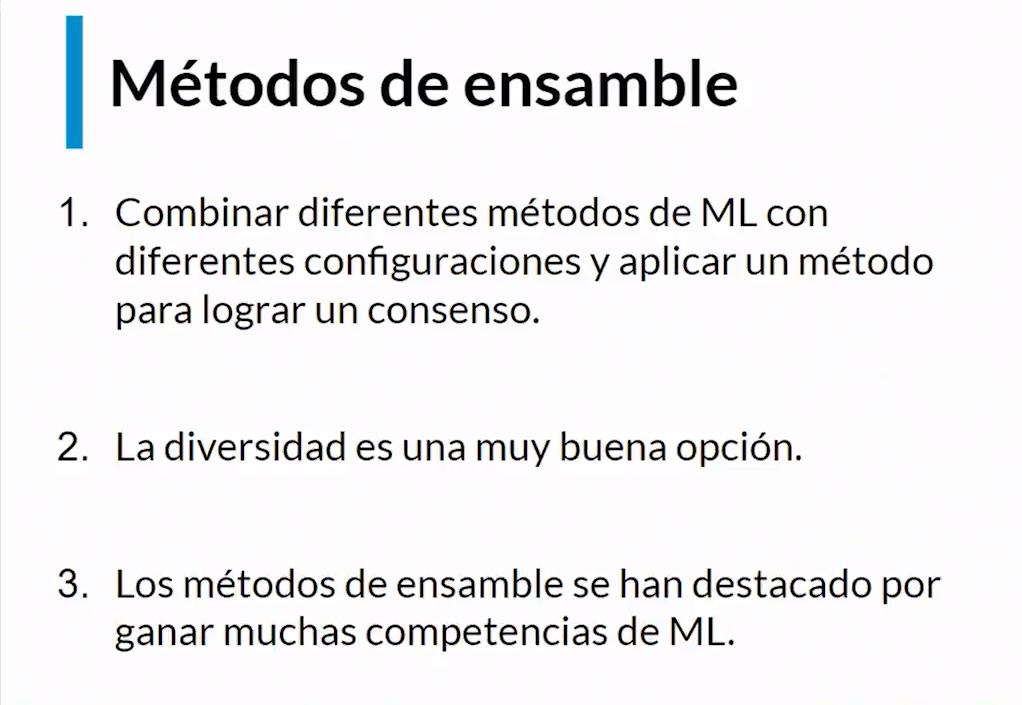 Métodos de ensamble
1. Combinar diferentes métodos de ML con
diferentes configuraciones y aplicar un método
para lograr un consenso.
2. La diversidad es una muy buena opción.
3. Los métodos de ensamble se han destacado por
ganar muchas competencias de ML.